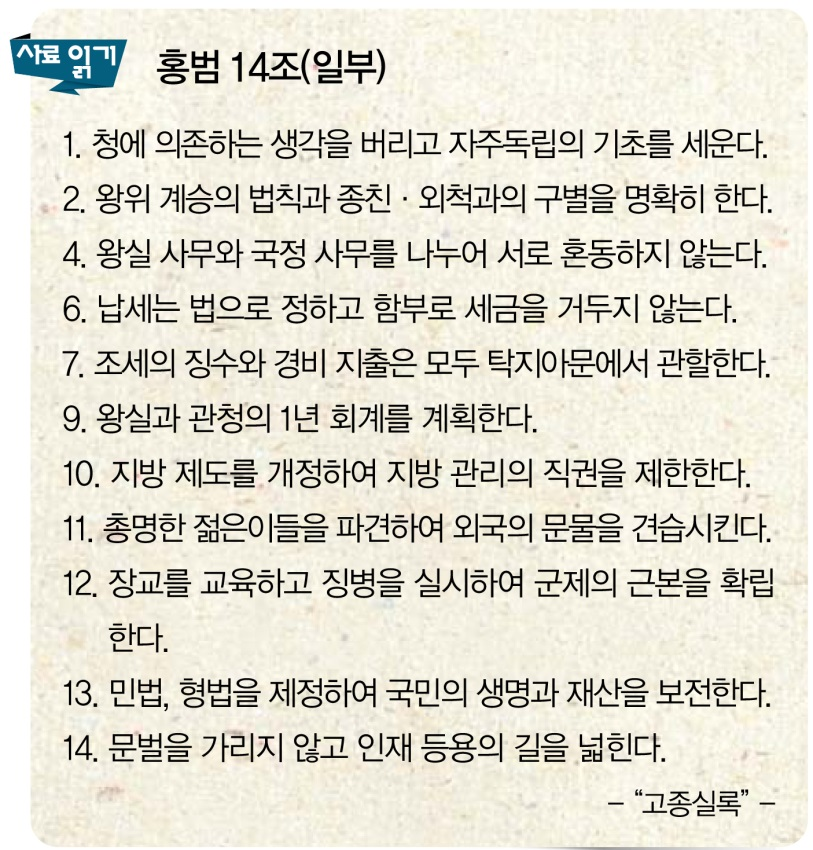 사료 읽기
홍범 14조(일부)
1. 청에 의존하는 생각을 버리고 자주독립의 기초를 세운다.
2. 왕위 계승의 법칙과 종친 · 외척과의 구별을 명확히 한다.
4. 왕실 사무와 국정 사무를 나누어 서로 혼동하지 않는다.
6. 납세는 법으로 정하고 함부로 세금을 거두지 않는다.
7. 조세의 징수와 경비 지출은 모두 탁지아문에서 관할한다.
9. 왕실과 관청의 1년 회계를 계획한다.
10. 지방 제도를 개정하여 지방 관리의 직권을 제한한다.
11. 총명한 젊은이들을 파견하여 외국의 문물을 견습시킨다.
12. 장교를 교육하고 징병을 실시하여 군제의 근본을 확립
한다.
13. 민법, 형법을 제정하여 국민의 생명과 재산을 보전한다.
14. 문벌을 가리지 않고 인재 등용의 길을 넓힌다.
– “고종실록” –